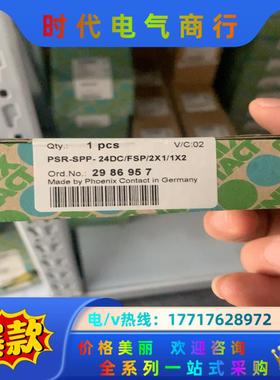 时代电气商行
Qty.: 1 pcs
V/C:02
PSR-SPP- 24DC/FSP/2X1/1X2
Ord.No.: 29 86 95 7
Made by Phoenix Contact in Germany
爆款
电/v热线: 17717628972
价格美丽 欢迎咨询
全系列一站式采购